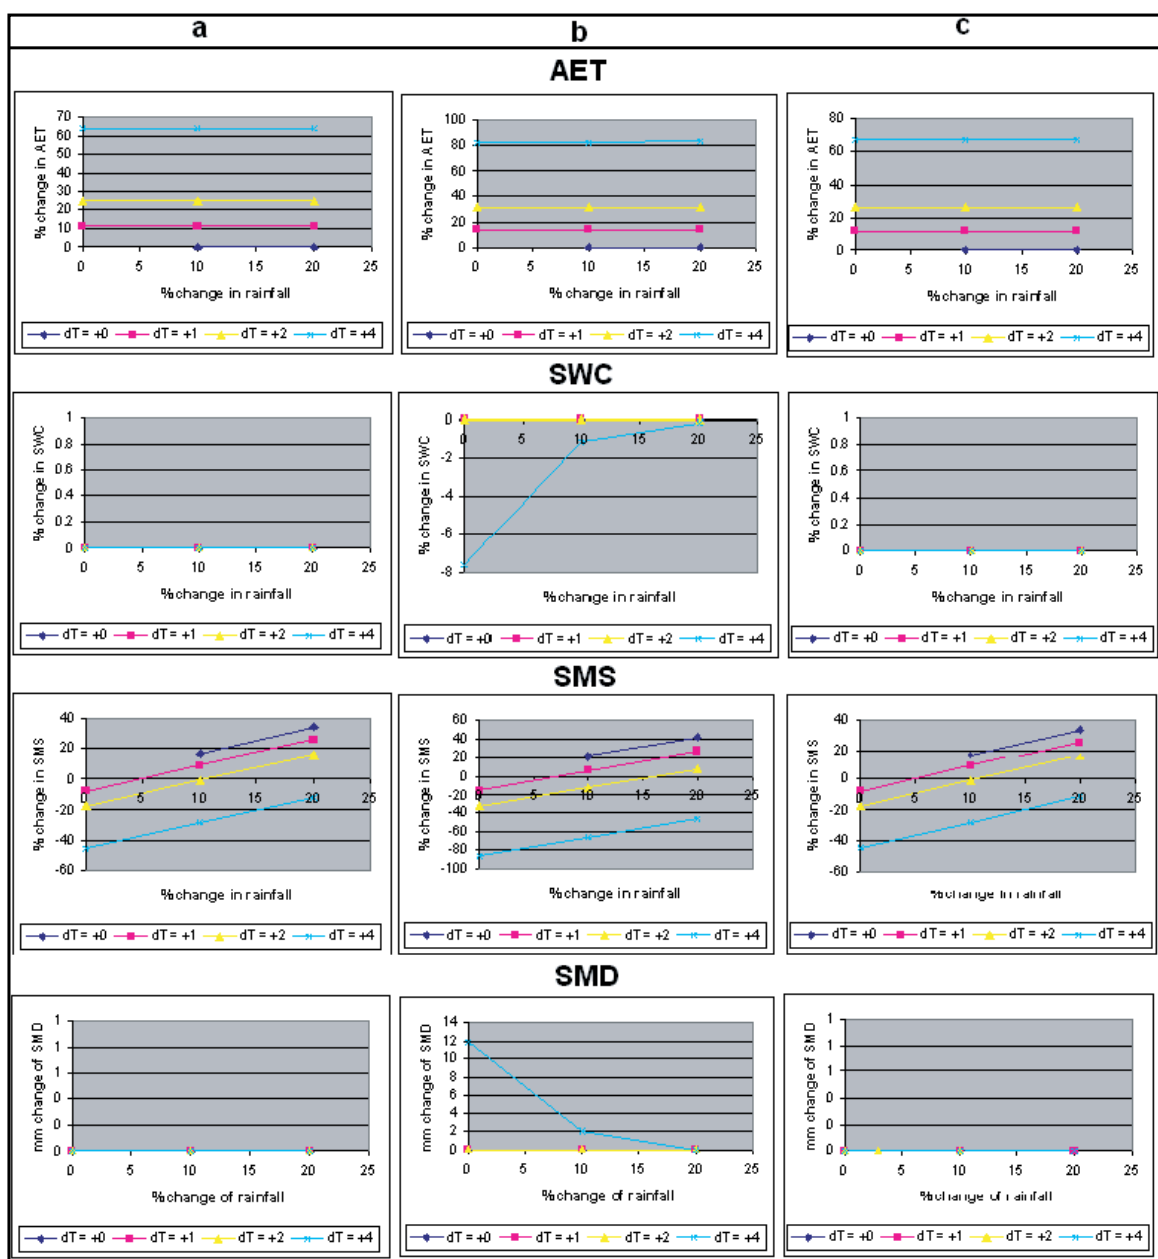 a b c
AET
70 60 50 40 30 20 10 0
% change in AET
0 5 10 15 20 25
% change in rainfall
dT = +0 dT = +1 dT = +2 dT = +4
100 80 60 40 20 0
% change in AET
0 5 10 15 20 25
% change in rainfall
dT = +0 dT = +1 dT = +2 dT = +4
80 60 40 20 0
% change in AET
0 5 10 15 20 25
% change in rainfall
dT = +0 dT = +1 dT = +2 dT = +4
SWC
1 0.8 0.6 0.4 0.2 0
% change in SWC
0 5 10 15 20 25
% change in rainfall
dT = +0 dT = +1 dT = +2 dT = +4
0 -2 -4 -6 -8
% change in SWC
0 5 10 15 20 25
% change in rainfall
dT = +0 dT = +1 dT = +2 dT = +4
1 0.8 0.6 0.4 0.2 0
% change in SWC
0 5 10 15 20 25
% change in rainfall
dT = +0 dT = +1 dT = +2 dT = +4
SMS
40 20 0 -20 -40 -60
% change in SMS
0 5 10 15 20 25
% change in rainfall
dT = +0 dT = +1 dT = +2 dT = +4
60 40 20 0 -20 -40 -60 -80 -100
% change in SMS
0 5 10 15 20 25
% change in rainfall
dT = +0 dT = +1 dT = +2 dT = +4
40 20 0 -20 -40 -60
% change in SMS
0 5 10 15 20 25
% change in rainfall
dT = +0 dT = +1 dT = +2 dT = +4
SMD
1 1 1 0 0 0
mm change of SMD
0 5 10 15 20 25
% change of rainfall
dT = +0 dT = +1 dT = +2 dT = +4
14 12 10 8 6 4 2 0
mm change of SMD
0 5 10 15 20 25
% change of rainfall
dT = +0 dT = +1 dT = +2 dT = +4
1 1 1 0 0 0
mm change of SMD
0 5 10 15 20 25
% change of rainfall
dT = +0 dT = +1 dT = +2 dT = +4